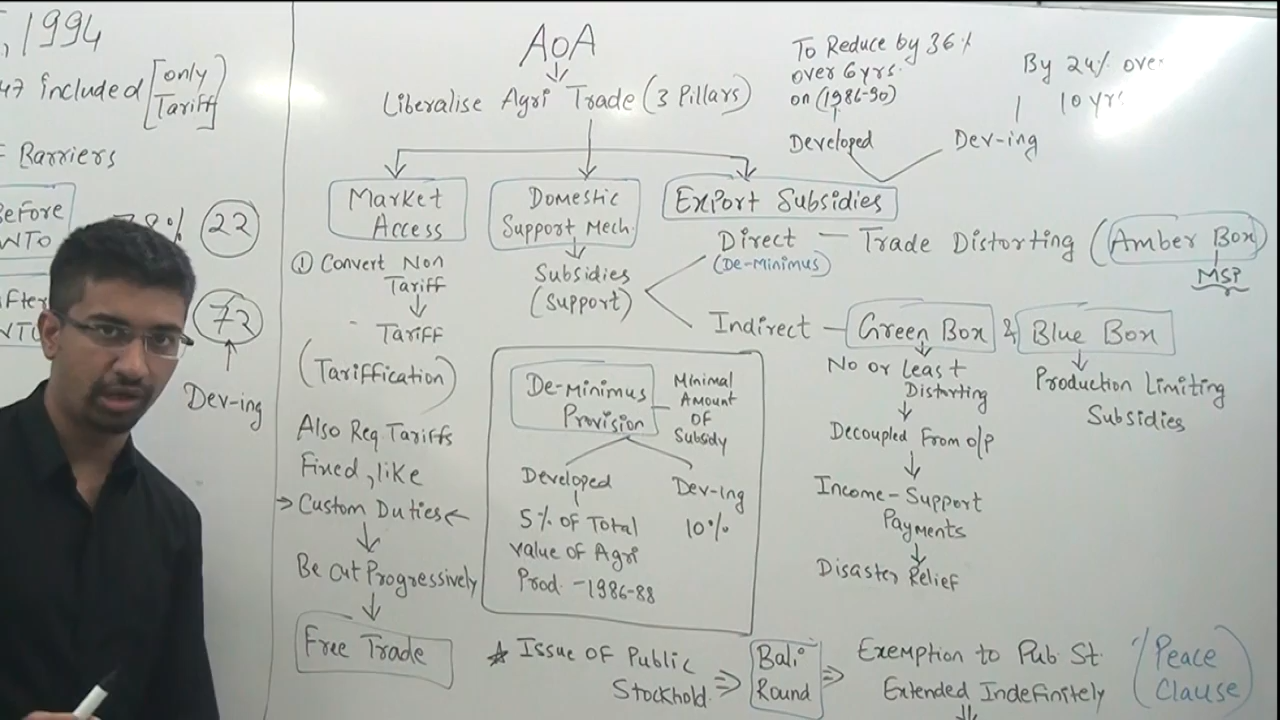 1994
47 included [only
Tariff]
Barriers
Before
WTO
78% 22
After
WTO
72
Dev-ing
AoA
Liberalise Agri Trade (3 Pillars)
To Reduce by 36%
over 6yrs.
on (1986-90)
Developed
By 24% over
10 yrs
Dev-ing
Market
Access
① Convert Non
Tariff
Tariff
(Tariffication)
Also Req Tariffs
Fixed, like
→ Custom Duties ←
Be Cut Progressively
Free Trade
Domestic
Support Mech.
Subsidies
(Support)
Export Subsidies
Direct — Trade Distorting (Amber Box)
(De-Minimus)
MSP
Indirect — Green Box & Blue Box
No or Least
Distorting
Decoupled From o/p
Income-Support
Payments
Disaster Relief
Production Limiting
Subsidies
De-Minimus
Provision
Minimal
Amount
OF
Subsidy
Developed
5% of Total
value of Agri
Prod. -1986-88
Dev-ing
10%
☆ Issue of Public
Stockhold. ⇒
Bali
Round ⇒
Exemption to Pub. St.
Extended Indefinitely
(Peace
Clause)